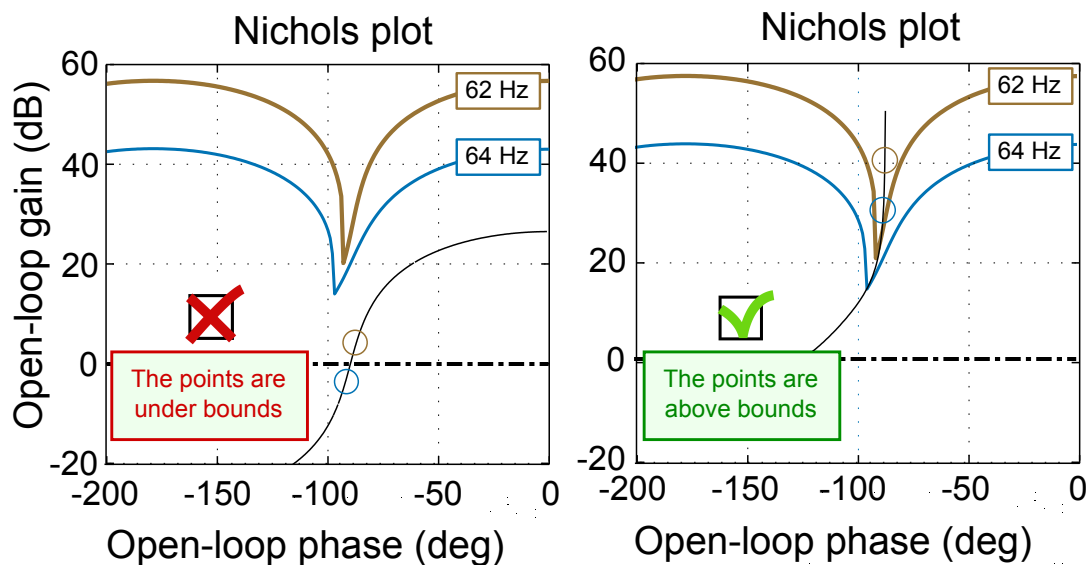 Nichols plot
Open-loop gain (dB)
60
40
20
0
-20
62 Hz
64 Hz
The points are
under bounds
-200
-150
-100
-50
0
Open-loop phase (deg)
Nichols plot
60
40
20
0
-20
62 Hz
64 Hz
The points are
above bounds
-200
-150
-100
-50
0
Open-loop phase (deg)